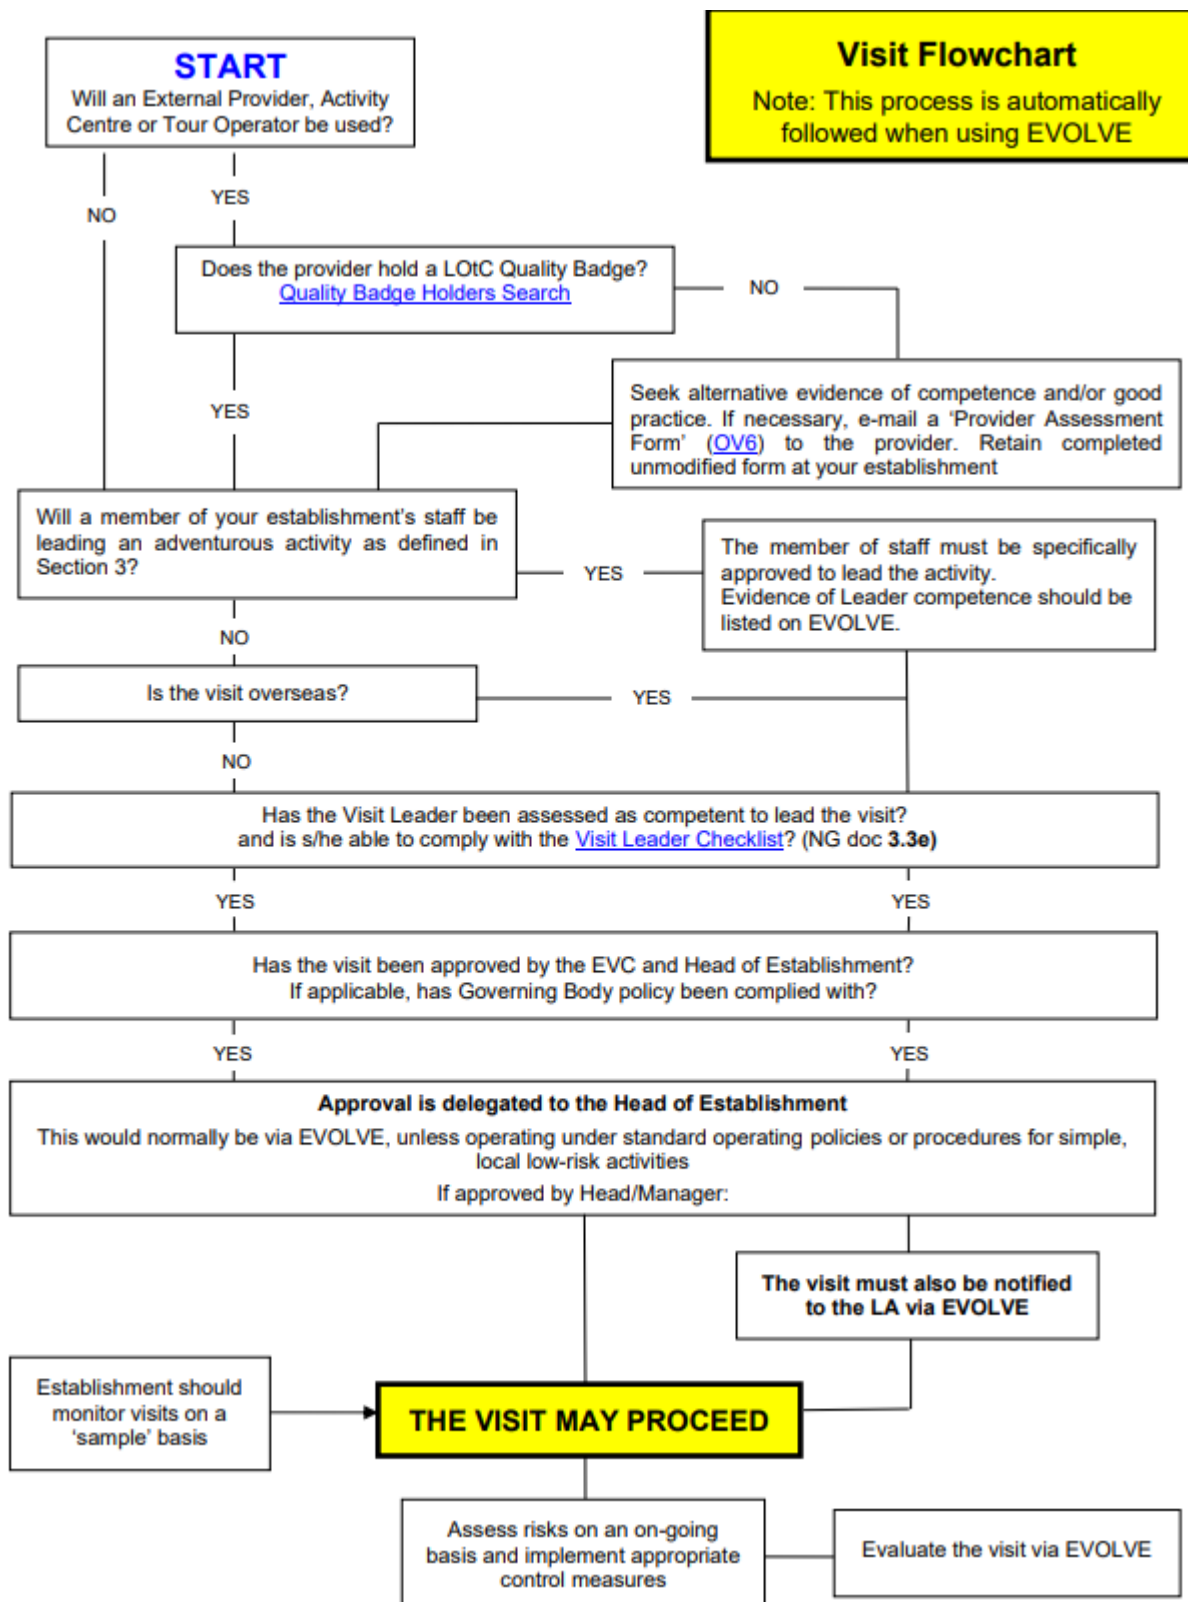 START
Will an External Provider, Activity
Centre or Tour Operator be used?
Visit Flowchart
Note: This process is automatically
followed when using EVOLVE
NO
YES
Does the provider hold a LOtC Quality Badge?
Quality Badge Holders Search
NO
YES
Seek alternative evidence of competence and/or good
practice. If necessary, e-mail a ‘Provider Assessment
Form’ (OV6) to the provider. Retain completed
unmodified form at your establishment
Will a member of your establishment’s staff be
leading an adventurous activity as defined in
Section 3?
YES
The member of staff must be specifically
approved to lead the activity.
Evidence of Leader competence should be
listed on EVOLVE.
NO
Is the visit overseas?
YES
NO
Has the Visit Leader been assessed as competent to lead the visit?
and is s/he able to comply with the Visit Leader Checklist? (NG doc 3.3e)
YES
YES
Has the visit been approved by the EVC and Head of Establishment?
If applicable, has Governing Body policy been complied with?
YES
YES
Approval is delegated to the Head of Establishment
This would normally be via EVOLVE, unless operating under standard operating policies or procedures for simple,
local low-risk activities
If approved by Head/Manager:
The visit must also be notified
to the LA via EVOLVE
Establishment should
monitor visits on a
‘sample’ basis
THE VISIT MAY PROCEED
Assess risks on an on-going
basis and implement appropriate
control measures
Evaluate the visit via EVOLVE